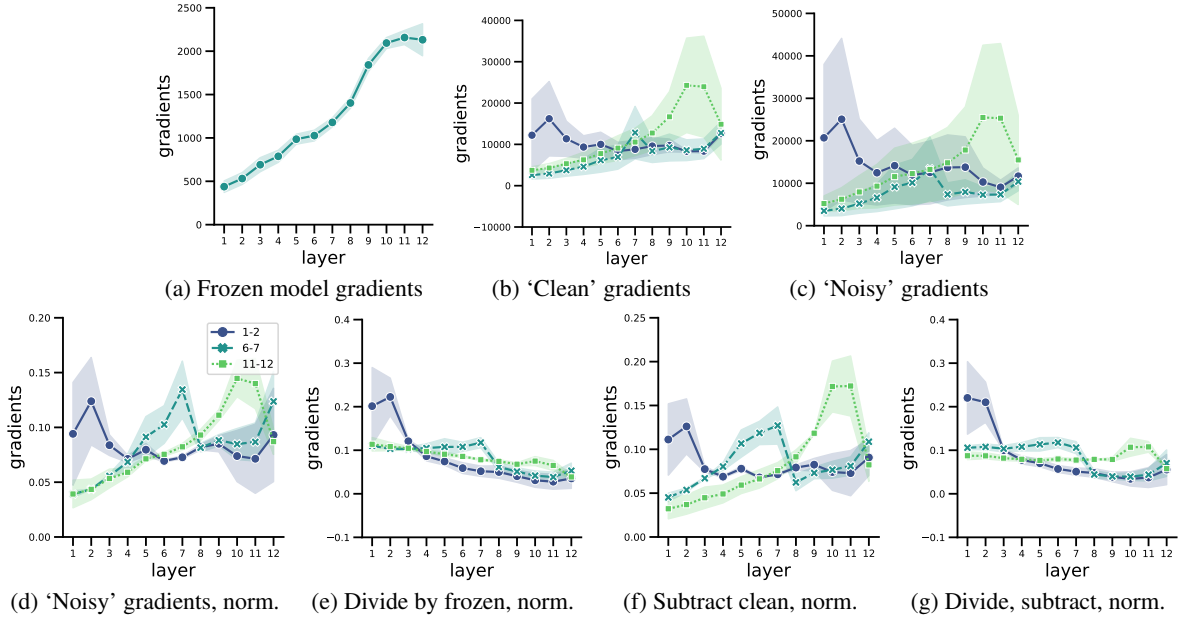 2500
2000
1500
1000
500
0
gradients
1 2 3 4 5 6 7 8 9 10 11 12
layer
(a) Frozen model gradients
40000
30000
20000
10000
0
−10000
gradients
1 2 3 4 5 6 7 8 9 10 11 12
layer
(b) ‘Clean’ gradients
50000
40000
30000
20000
10000
0
gradients
1 2 3 4 5 6 7 8 9 10 11 12
layer
(c) ‘Noisy’ gradients
0.20
0.15
0.10
0.05
0.00
gradients
1-2
6-7
11-12
1 2 3 4 5 6 7 8 9 10 11 12
layer
(d) ‘Noisy’ gradients, norm.
0.4
0.3
0.2
0.1
0.0
−0.1
gradients
1 2 3 4 5 6 7 8 9 10 11 12
layer
(e) Divide by frozen, norm.
0.25
0.20
0.15
0.10
0.05
0.00
gradients
1 2 3 4 5 6 7 8 9 10 11 12
layer
(f) Subtract clean, norm.
0.4
0.3
0.2
0.1
0.0
−0.1
gradients
1 2 3 4 5 6 7 8 9 10 11 12
layer
(g) Divide, subtract, norm.